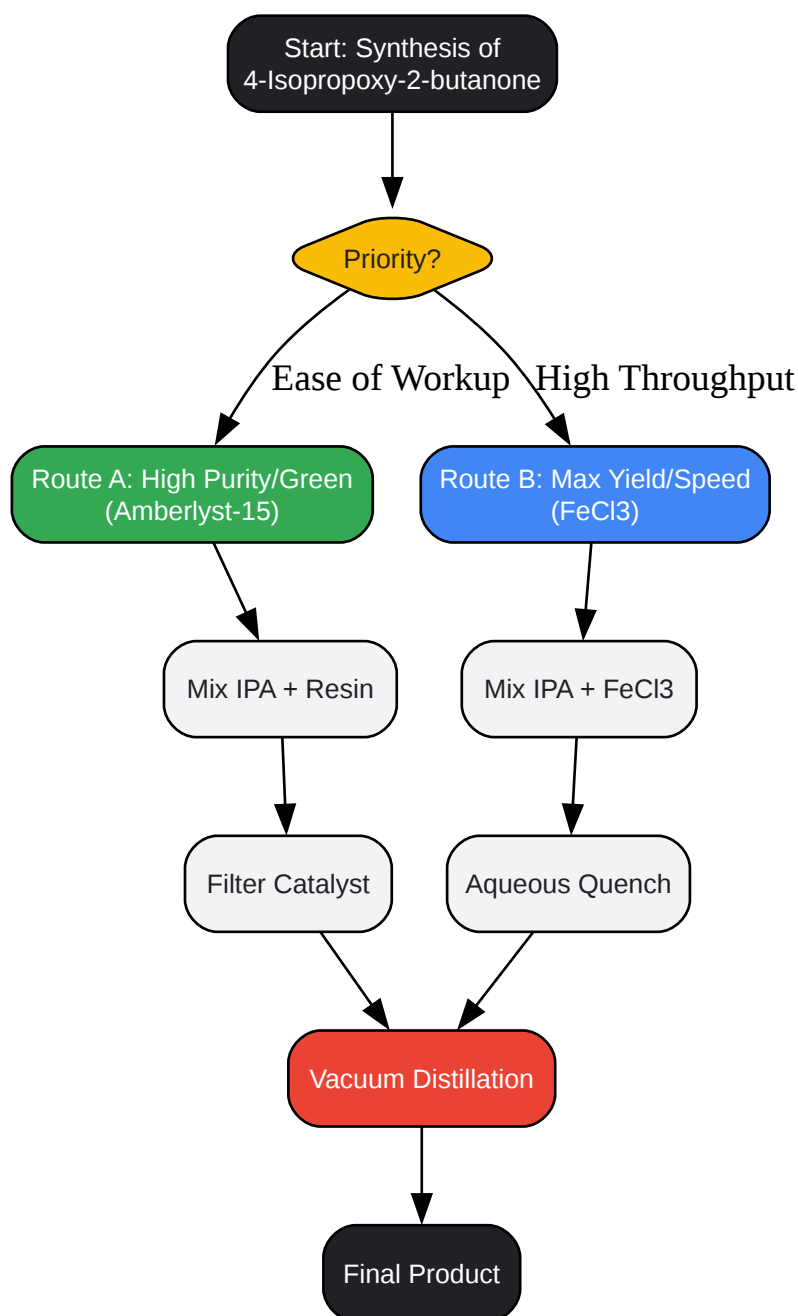 Start: Synthesis of
4-Isopropoxy-2-butanone
Priority?
Ease of Workup
High Throughput
Route A: High Purity/Green
(Amberlyst-15)
Route B: Max Yield/Speed
(FeCl3)
Mix IPA + Resin
Mix IPA + FeCl3
Filter Catalyst
Aqueous Quench
Vacuum Distillation
Final Product